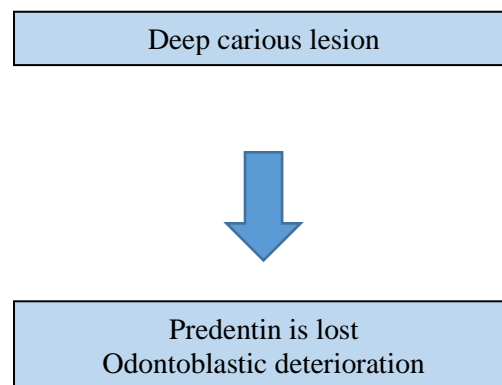 Deep carious lesion
Predentin is lost
Odontoblastic deterioration